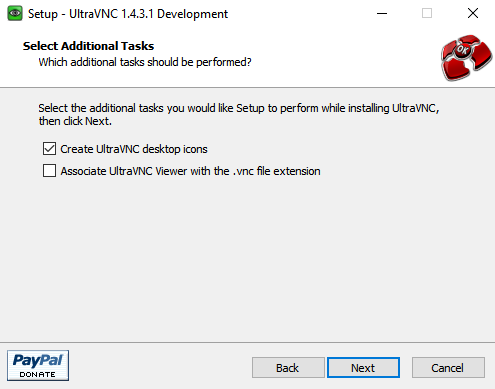 Setup - UltraVNC 1.4.3.1 Development
Select Additional Tasks
Which additional tasks should be performed?
OK
Select the additional tasks you would like Setup to perform while installing UltraVNC,
then click Next.
Create UltraVNC desktop icons
Associate UltraVNC Viewer with the .vnc file extension
PayPal
DONATE
Back
Next
Cancel